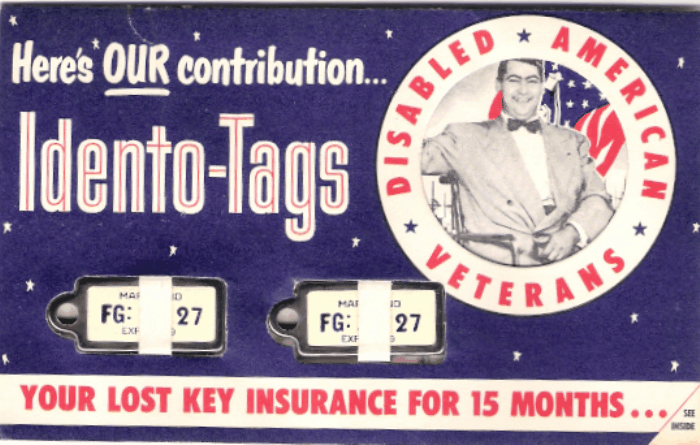 Here's OUR contribution...
Idento-Tags
DISABLED AMERICAN VETERANS
FG: 27
FG: 27
YOUR LOST KEY INSURANCE FOR 15 MONTHS...
SEE
INSIDE